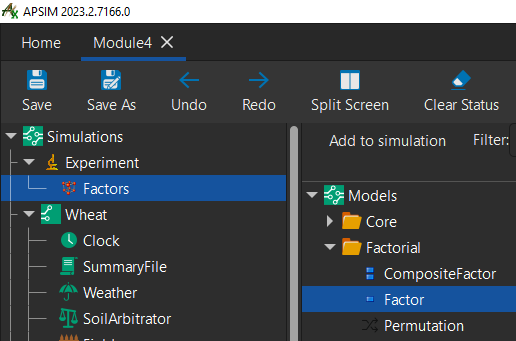 APSIM 2023.2.7166.0
Home Module4
Save Save As Undo Redo Split Screen Clear Status
Simulations
Experiment
Factors
Wheat
Clock
SummaryFile
Weather
SoilArbitrator
Add to simulation Filter:
Models
Core
Factorial
CompositeFactor
Factor
Permutation